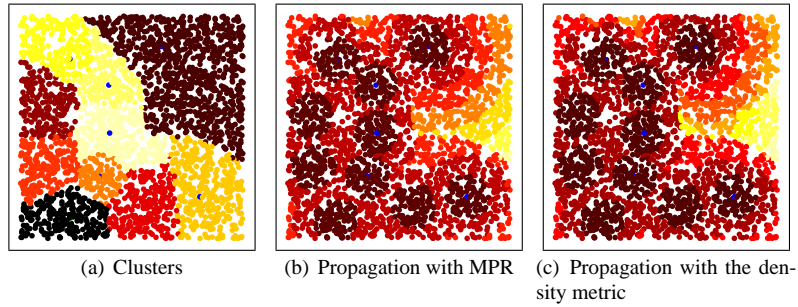 (a) Clusters
(b) Propagation with MPR
(c) Propagation with the den-
sity metric